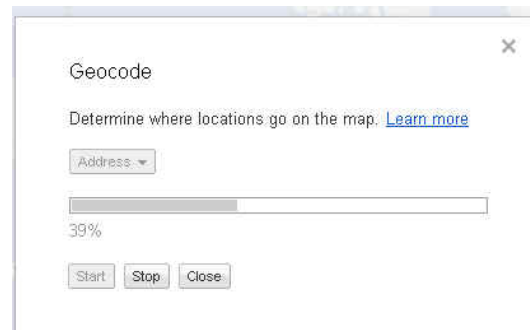 Geocode
Determine where locations go on the map. Learn more
Address
39%
Start Stop Close